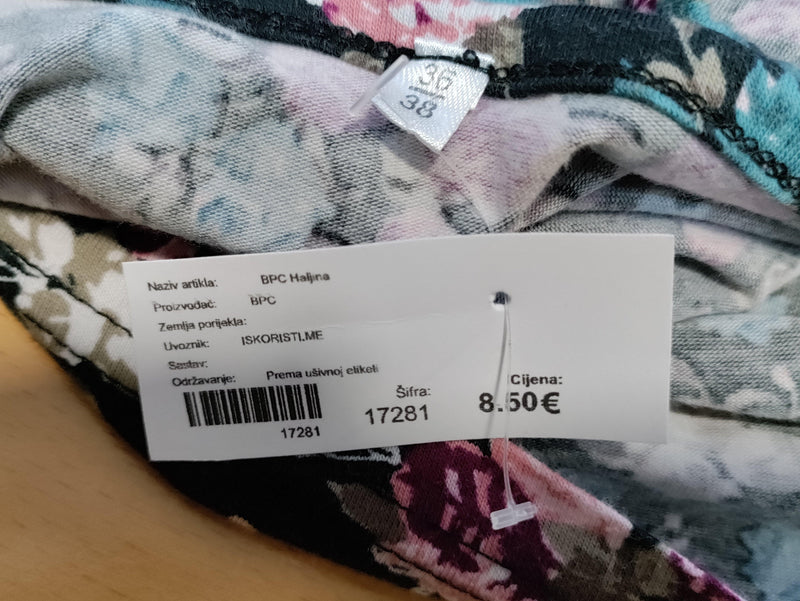 36
38
Naziv artikla: BPC Haljina
Proizvođač: BPC
Zemlja porijekla:
Uvoznik: ISKORISTI.ME
Sastav:
Održavanje: Prema ušivnoj etiketi
17281
Šifra:
17281
Cijena:
8.50€